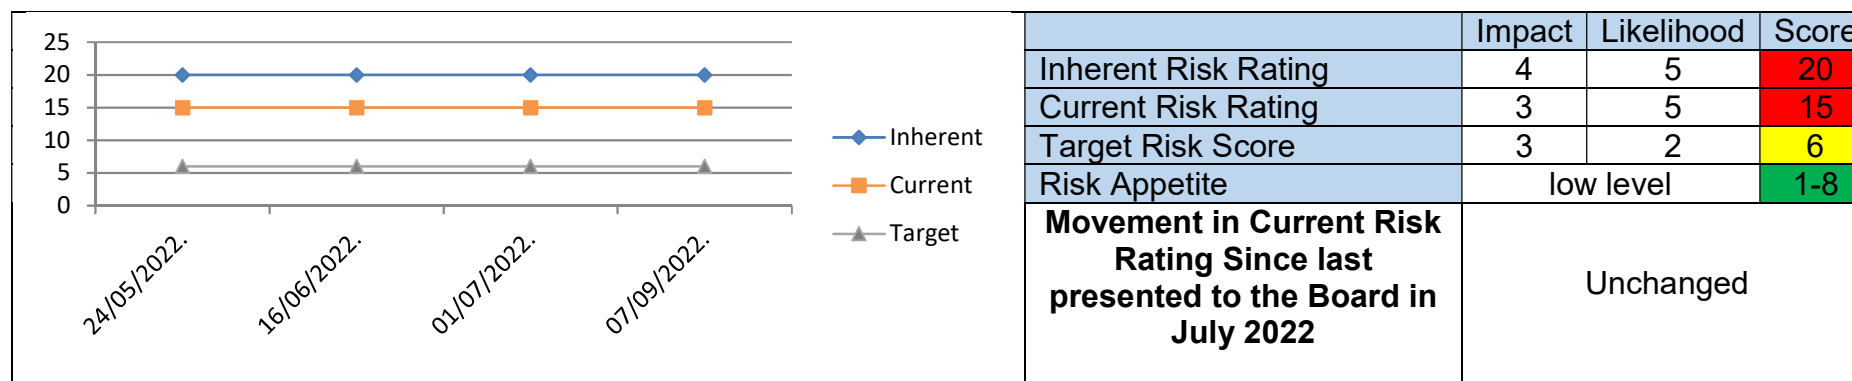 25
20
15
10
5
0
24/05/2022.
16/06/2022.
01/07/2022.
07/09/2022.
Inherent
Current
Target
Impact Likelihood Score
Inherent Risk Rating 4 5 20
Current Risk Rating 3 5 15
Target Risk Score 3 2 6
Risk Appetite low level 1-8
Movement in Current Risk
Rating Since last
presented to the Board in
July 2022
Unchanged